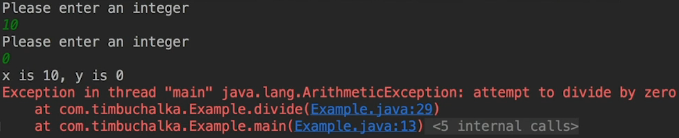 Please enter an integer
10
Please enter an integer
0
x is 10, y is 0
Exception in thread "main" java.lang.ArithmeticException: attempt to divide by zero
at com.timbuchalka.Example.divide(Example.java:29)
at com.timbuchalka.Example.main(Example.java:13) <5 internal calls>